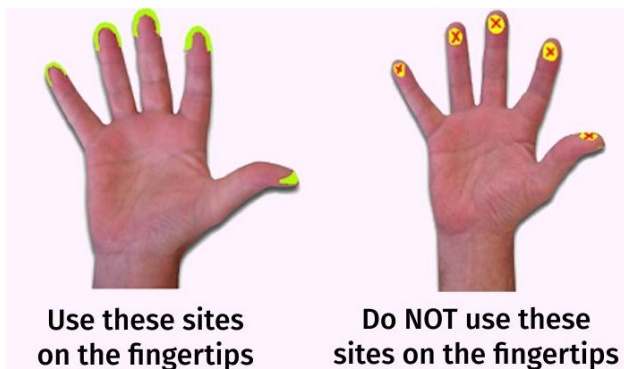 Use these sites
on the fingertips
Do NOT use these
sites on the fingertips